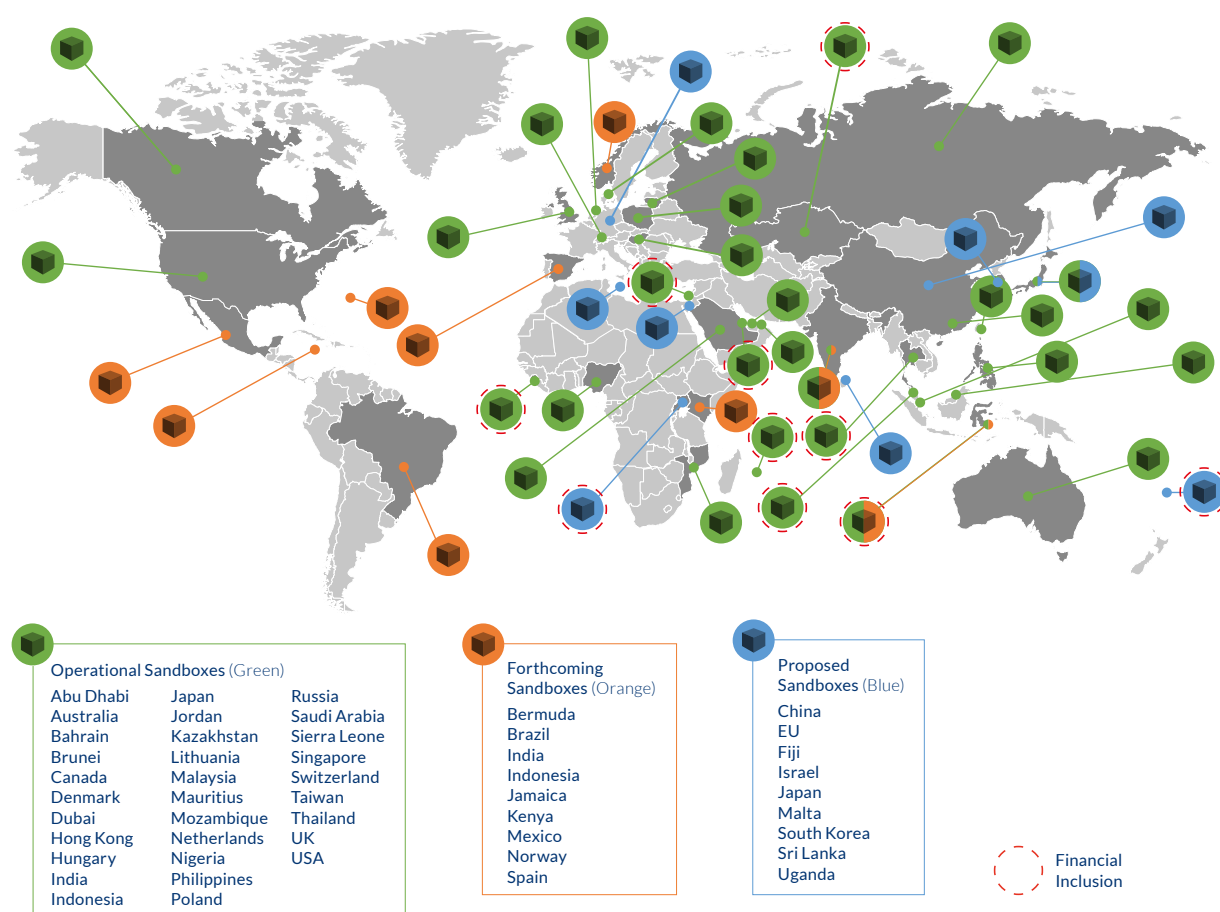 Operational Sandboxes (Green)
Abu Dhabi
Australia
Bahrain
Brunei
Canada
Denmark
Dubai
Hong Kong
Hungary
India
Indonesia
Japan
Jordan
Kazakhstan
Lithuania
Malaysia
Mauritius
Mozambique
Netherlands
Nigeria
Philippines
Poland
Russia
Saudi Arabia
Sierra Leone
Singapore
Switzerland
Taiwan
Thailand
UK
USA
Forthcoming
Sandboxes (Orange)
Bermuda
Brazil
India
Indonesia
Jamaica
Kenya
Mexico
Norway
Spain
Proposed
Sandboxes (Blue)
China
EU
Fiji
Israel
Japan
Malta
South Korea
Sri Lanka
Uganda
Financial
Inclusion